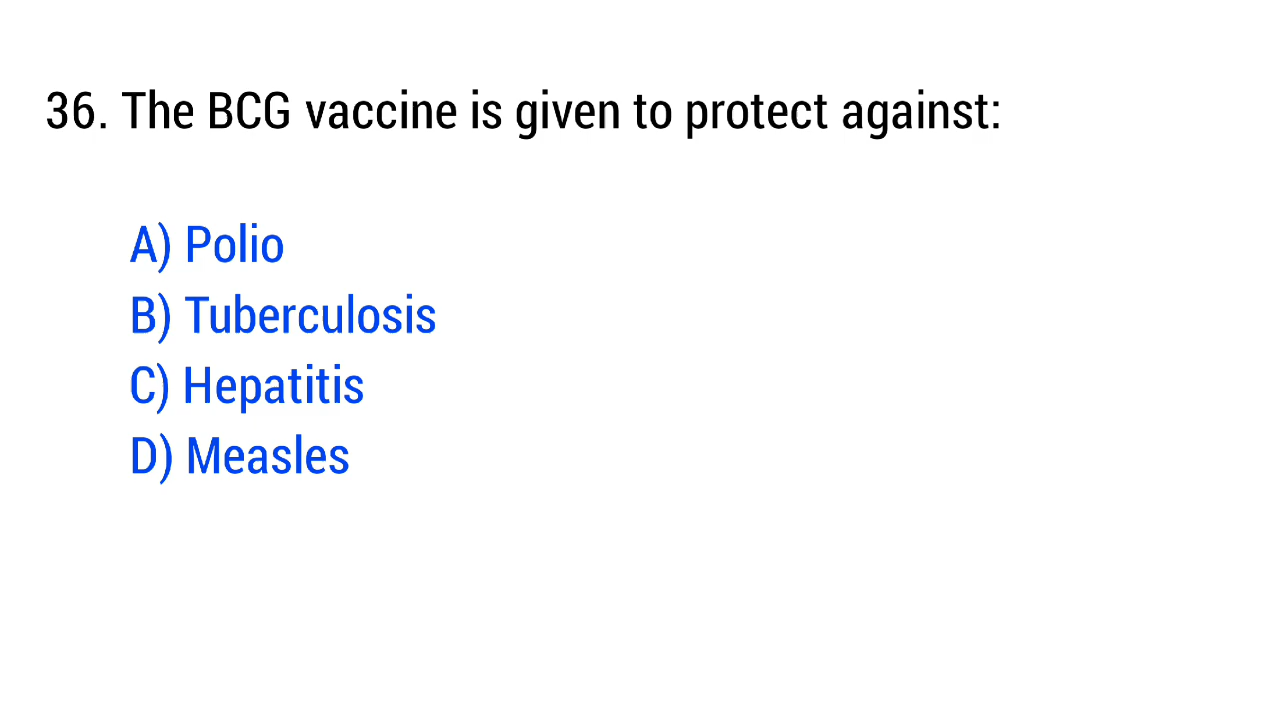 36. The BCG vaccine is given to protect against:
A) Polio
B) Tuberculosis
C) Hepatitis
D) Measles